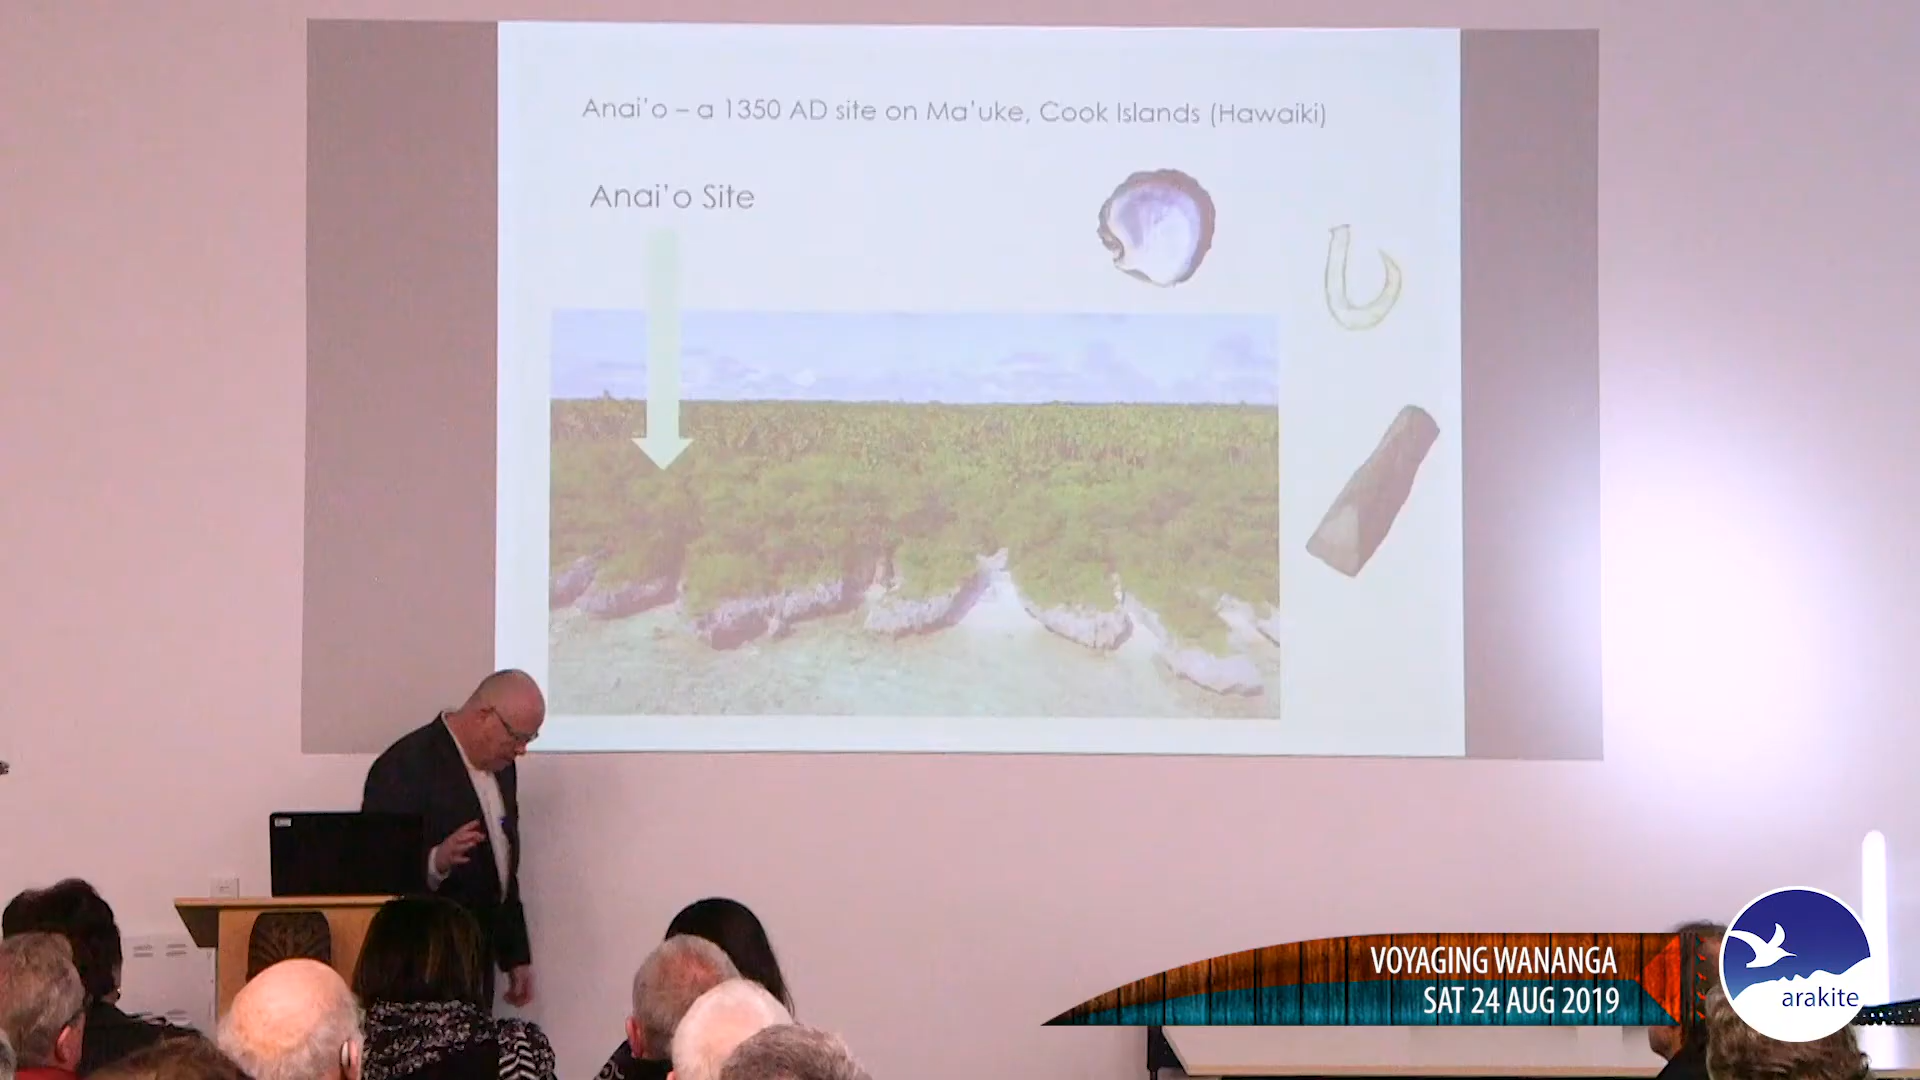 Anai'o – a 1350 AD site on Ma'uke, Cook Islands (Hawaiki)
Anai'o Site
VOYAGING WANANGA
SAT 24 AUG 2019
arakite